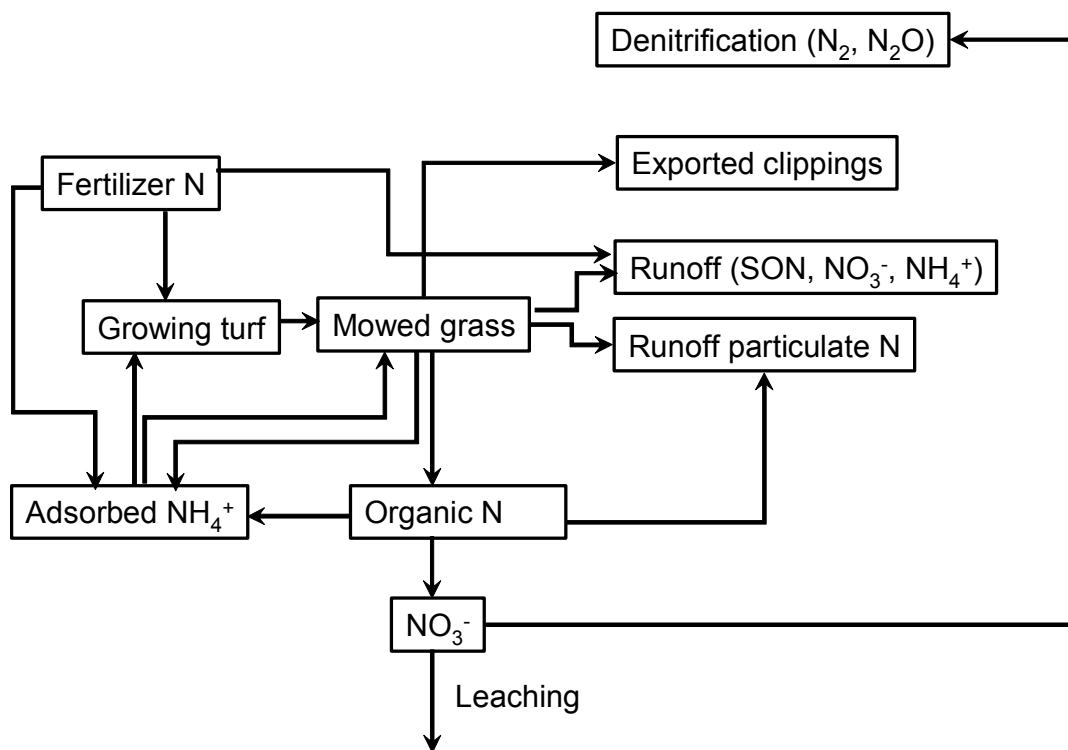 Denitrification (N₂, N₂O)
Exported clippings
Fertilizer N
Runoff (SON, NO₃⁻, NH₄⁺)
Growing turf
Mowed grass
Runoff particulate N
Adsorbed NH₄⁺
Organic N
NO₃⁻
Leaching